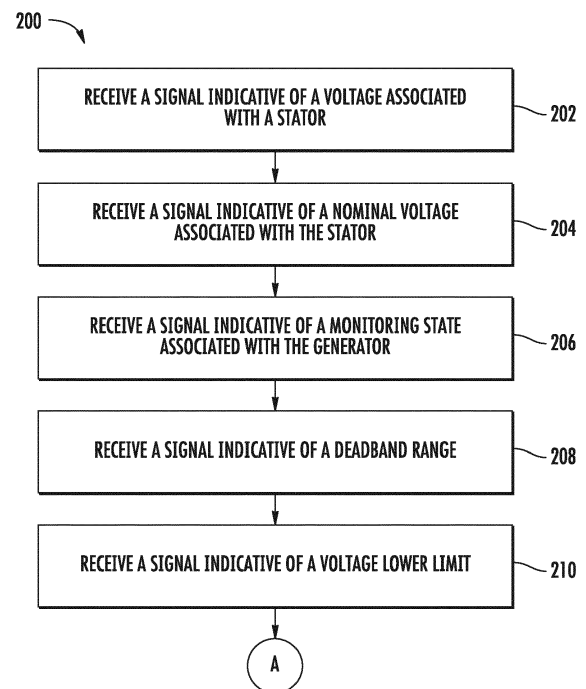 200
RECEIVE A SIGNAL INDICATIVE OF A VOLTAGE ASSOCIATED
WITH A STATOR
202
RECEIVE A SIGNAL INDICATIVE OF A NOMINAL VOLTAGE
ASSOCIATED WITH THE STATOR
204
RECEIVE A SIGNAL INDICATIVE OF A MONITORING STATE
ASSOCIATED WITH THE GENERATOR
206
RECEIVE A SIGNAL INDICATIVE OF A DEADBAND RANGE
208
RECEIVE A SIGNAL INDICATIVE OF A VOLTAGE LOWER LIMIT
210
A